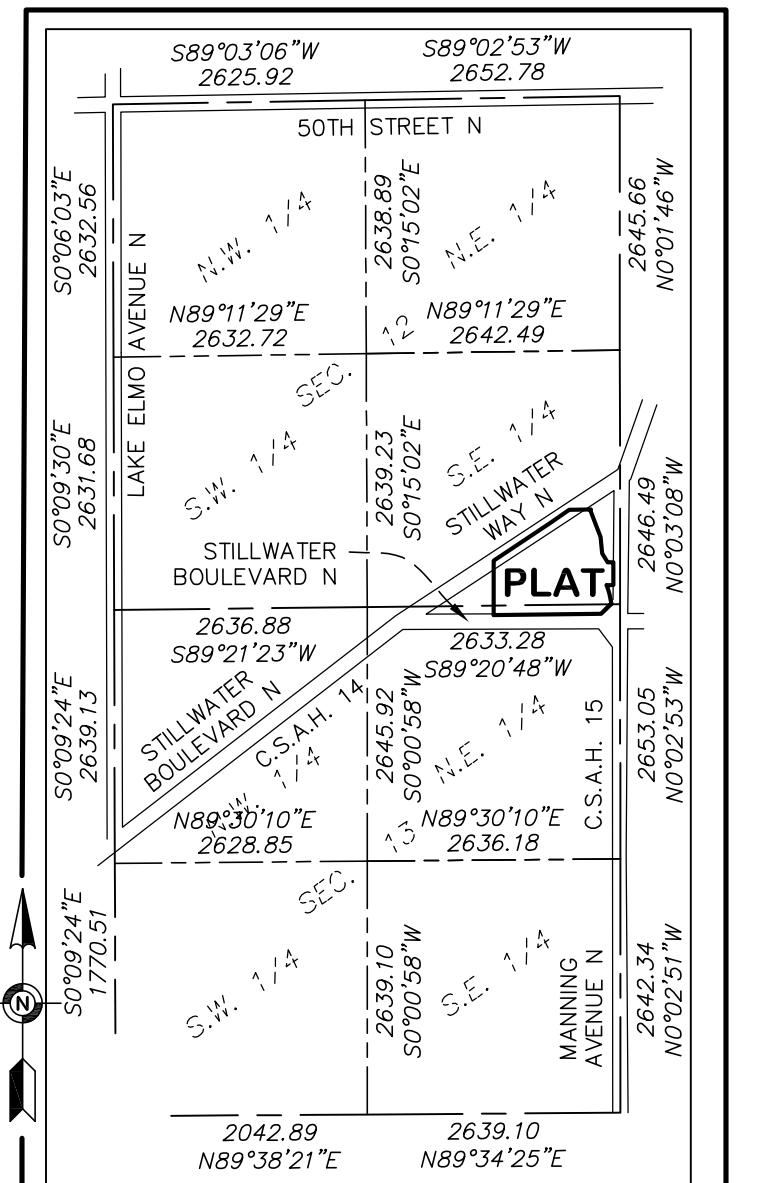 S89°03'06"W
2625.92
S89°02'53"W
2652.78
50TH STREET N
S0°06'03"E
2632.56
LAKE ELMO AVENUE N
N.W. 1/4
2638.89
S0°15'02"E
N.E. 1/4
2645.66
N0°01'46"W
N89°11'29"E
2632.72
12
N89°11'29"E
2642.49
SEC.
S0°09'30"E
2631.68
S.W. 1/4
2639.23
S0°15'02"E
S.E. 1/4
STILLWATER
WAY N
2646.49
N0°03'08"W
STILLWATER
BOULEVARD N
PLAT
2636.88
S89°21'23"W
2633.28
S89°20'48"W
S0°09'24"E
2639.13
STILLWATER
BOULEVARD N
C.S.A.H. 14
N.W. 1/4
2645.92
S0°00'58"W
N.E. 1/4
C.S.A.H. 15
2653.05
N0°02'53"W
N89°30'10"E
2628.85
13
N89°30'10"E
2636.18
SEC.
S0°09'24"E
1770.51
S.W. 1/4
2639.10
S0°00'58"W
S.E. 1/4
MANNING
AVENUE N
2642.34
N0°02'51"W
N
2042.89
N89°38'21"E
2639.10
N89°34'25"E